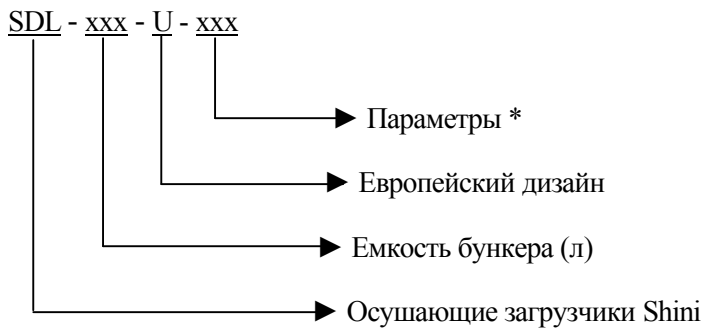 SDL - xxx - U - xxx
Параметры *
Европейский дизайн
Емкость бункера (л)
Осушающие загрузчики Shini